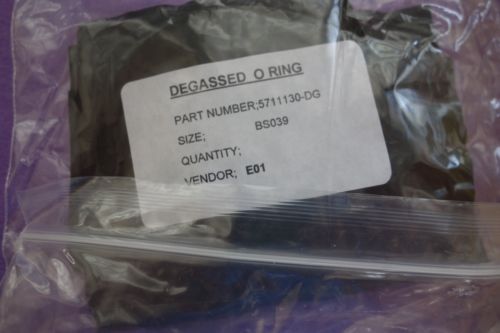 DEGASSED O RING
PART NUMBER;5711130-DG
SIZE; BS039
QUANTITY;
VENDOR; E01